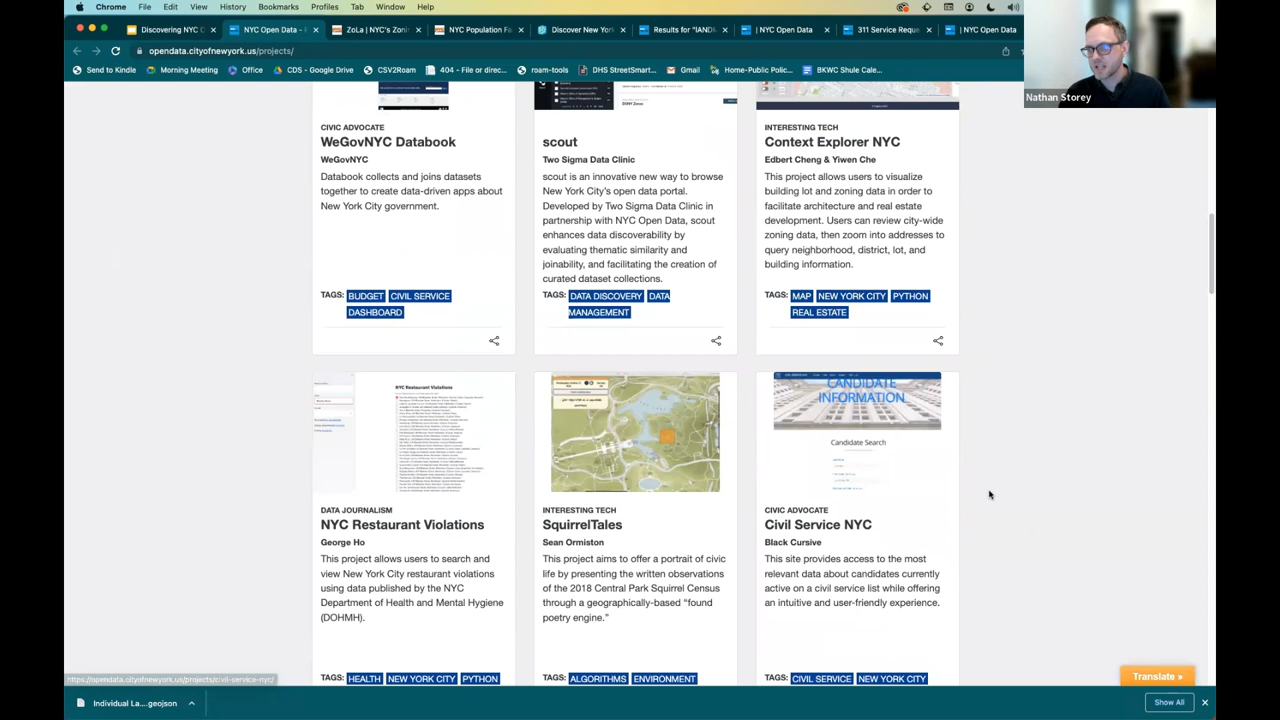 Chrome File Edit View History Bookmarks Profiles Tab Window Help
Discovering NYC O
NYC Open Data -
ZoLa | NYC's Zoni
NYC Population Fa
Discover New York
Results for "IANDM
| NYC Open Data
311 Service Reque
| NYC Open Data
opendata.cityofnewyork.us/projects/
Send to Kindle Morning Meeting Office CDS - Google Drive CSV2Roam 404 - File or direc... roam-tools DHS StreetSmart... Gmail Home-Public Polic... BKWC Shule Cale...
Nathan Storey
CIVIC ADVOCATE
WeGovNYC Databook
WeGovNYC
Databook collects and joins datasets
together to create data-driven apps about
New York City government.
TAGS: BUDGET CIVIL SERVICE
DASHBOARD
scout
Two Sigma Data Clinic
scout is an innovative new way to browse
New York City's open data portal.
Developed by Two Sigma Data Clinic in
partnership with NYC Open Data, scout
enhances data discoverability by
evaluating thematic similarity and
joinability, and facilitating the creation of
curated dataset collections.
TAGS: DATA DISCOVERY DATA
MANAGEMENT
INTERESTING TECH
Context Explorer NYC
Edbert Cheng & Yiwen Che
This project allows users to visualize
building lot and zoning data in order to
facilitate architecture and real estate
development. Users can review city-wide
zoning data, then zoom into addresses to
query neighborhood, district, lot, and
building information.
TAGS: MAP NEW YORK CITY PYTHON
REAL ESTATE
NYC Restaurant Violations
DATA JOURNALISM
NYC Restaurant Violations
George Ho
This project allows users to search and
view New York City restaurant violations
using data published by the NYC
Department of Health and Mental Hygiene
(DOHMH).
HEALTH NEW YORK CITY PYTHON
INTERESTING TECH
SquirrelTales
Sean Ormiston
This project aims to offer a portrait of civic
life by presenting the written observations
of the 2018 Central Park Squirrel Census
through a geographically-based "found
poetry engine."
TAGS: ALGORITHMS ENVIRONMENT
CANDIDATE
INFORMATION
Candidate Search
CIVIC ADVOCATE
Civil Service NYC
Black Cursive
This site provides access to the most
relevant data about candidates currently
active on a civil service list while offering
an intuitive and user-friendly experience.
TAGS: CIVIL SERVICE NEW YORK CITY
https://opendata.cityofnewyork.us/projects/civil-service-nyc/
Translate »
Individual La....geojson
Show All